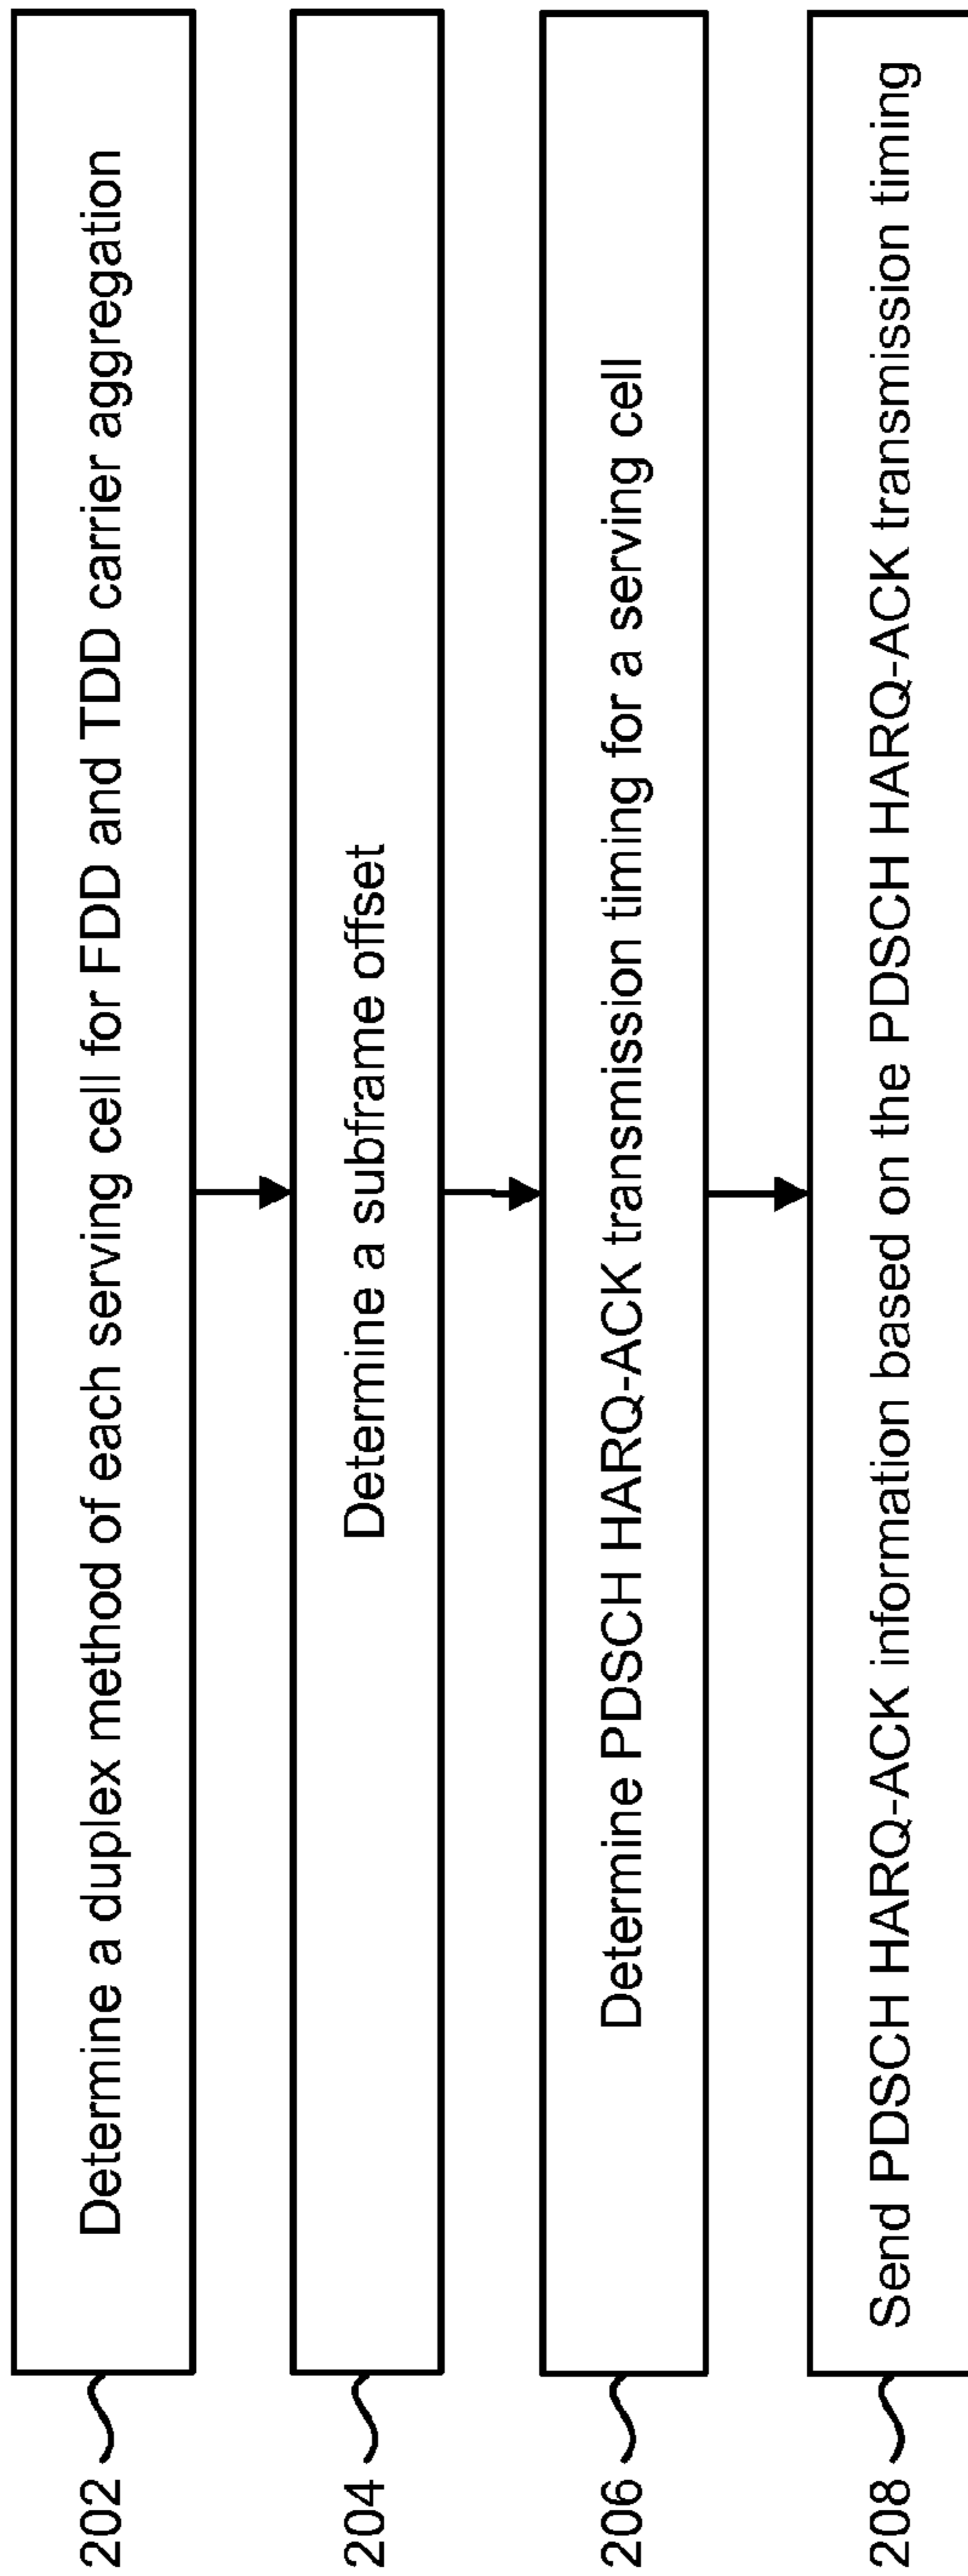 202
Determine a duplex method of each serving cell for FDD and TDD carrier aggregation
204
Determine a subframe offset
206
Determine PDSCH HARQ-ACK transmission timing for a serving cell
208
Send PDSCH HARQ-ACK information based on the PDSCH HARQ-ACK transmission timing